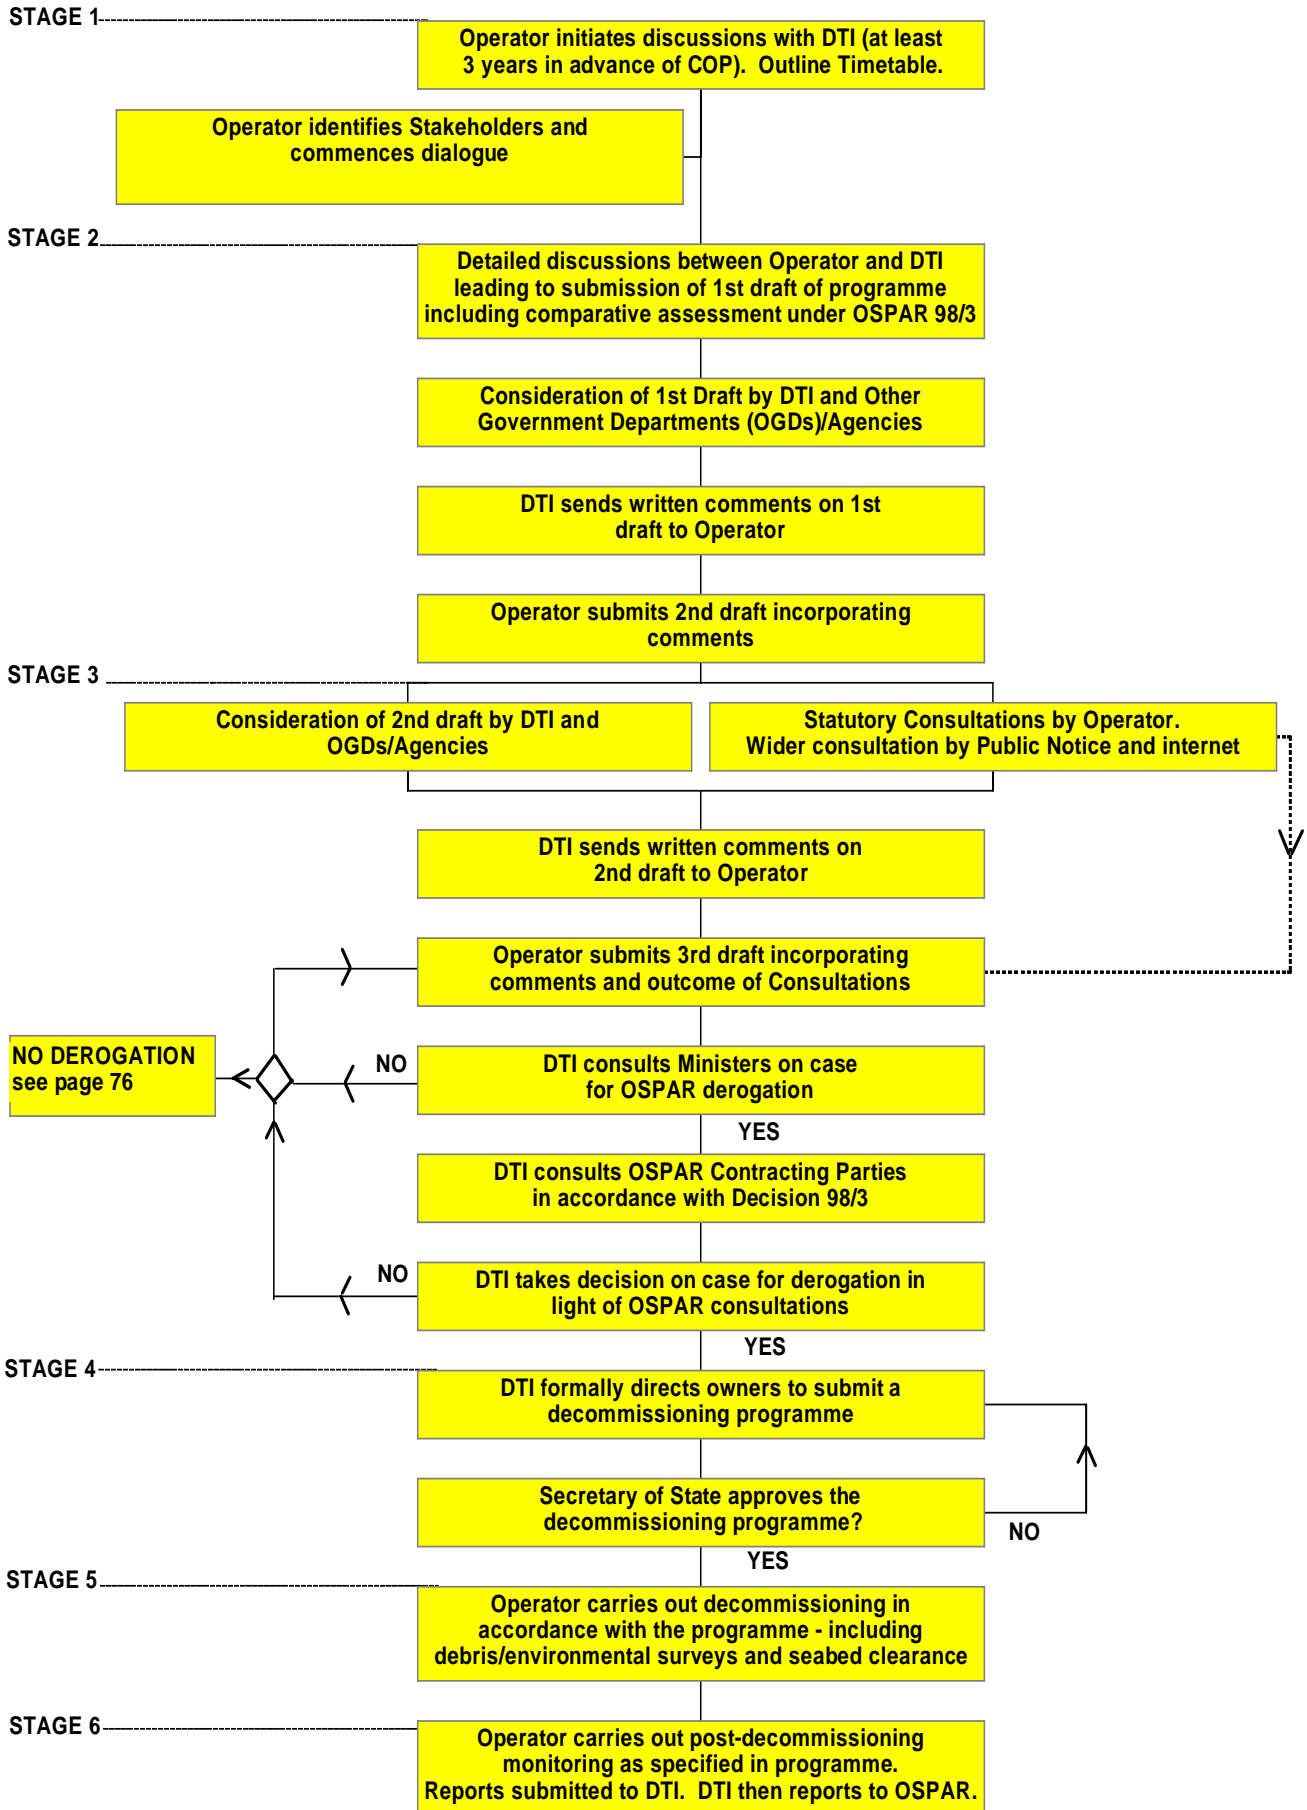 STAGE 1
Operator initiates discussions with DTI (at least
3 years in advance of COP).  Outline Timetable.
Operator identifies Stakeholders and
commences dialogue
STAGE 2
Detailed discussions between Operator and DTI
leading to submission of 1st draft of programme
including comparative assessment under OSPAR 98/3
Consideration of 1st Draft by DTI and Other
Government Departments (OGDs)/Agencies
DTI sends written comments on 1st
draft to Operator
Operator submits 2nd draft incorporating
comments
STAGE 3
Consideration of 2nd draft by DTI and
OGDs/Agencies
Statutory Consultations by Operator.
Wider consultation by Public Notice and internet
DTI sends written comments on
2nd draft to Operator
Operator submits 3rd draft incorporating
comments and outcome of Consultations
NO DEROGATION
see page 76
NO
DTI consults Ministers on case
for OSPAR derogation
YES
DTI consults OSPAR Contracting Parties
in accordance with Decision 98/3
NO
DTI takes decision on case for derogation in
light of OSPAR consultations
YES
STAGE 4
DTI formally directs owners to submit a
decommissioning programme
Secretary of State approves the
decommissioning programme?
NO
YES
STAGE 5
Operator carries out decommissioning in
accordance with the programme - including
debris/environmental surveys and seabed clearance
STAGE 6
Operator carries out post-decommissioning
monitoring as specified in programme.
Reports submitted to DTI.  DTI then reports to OSPAR.